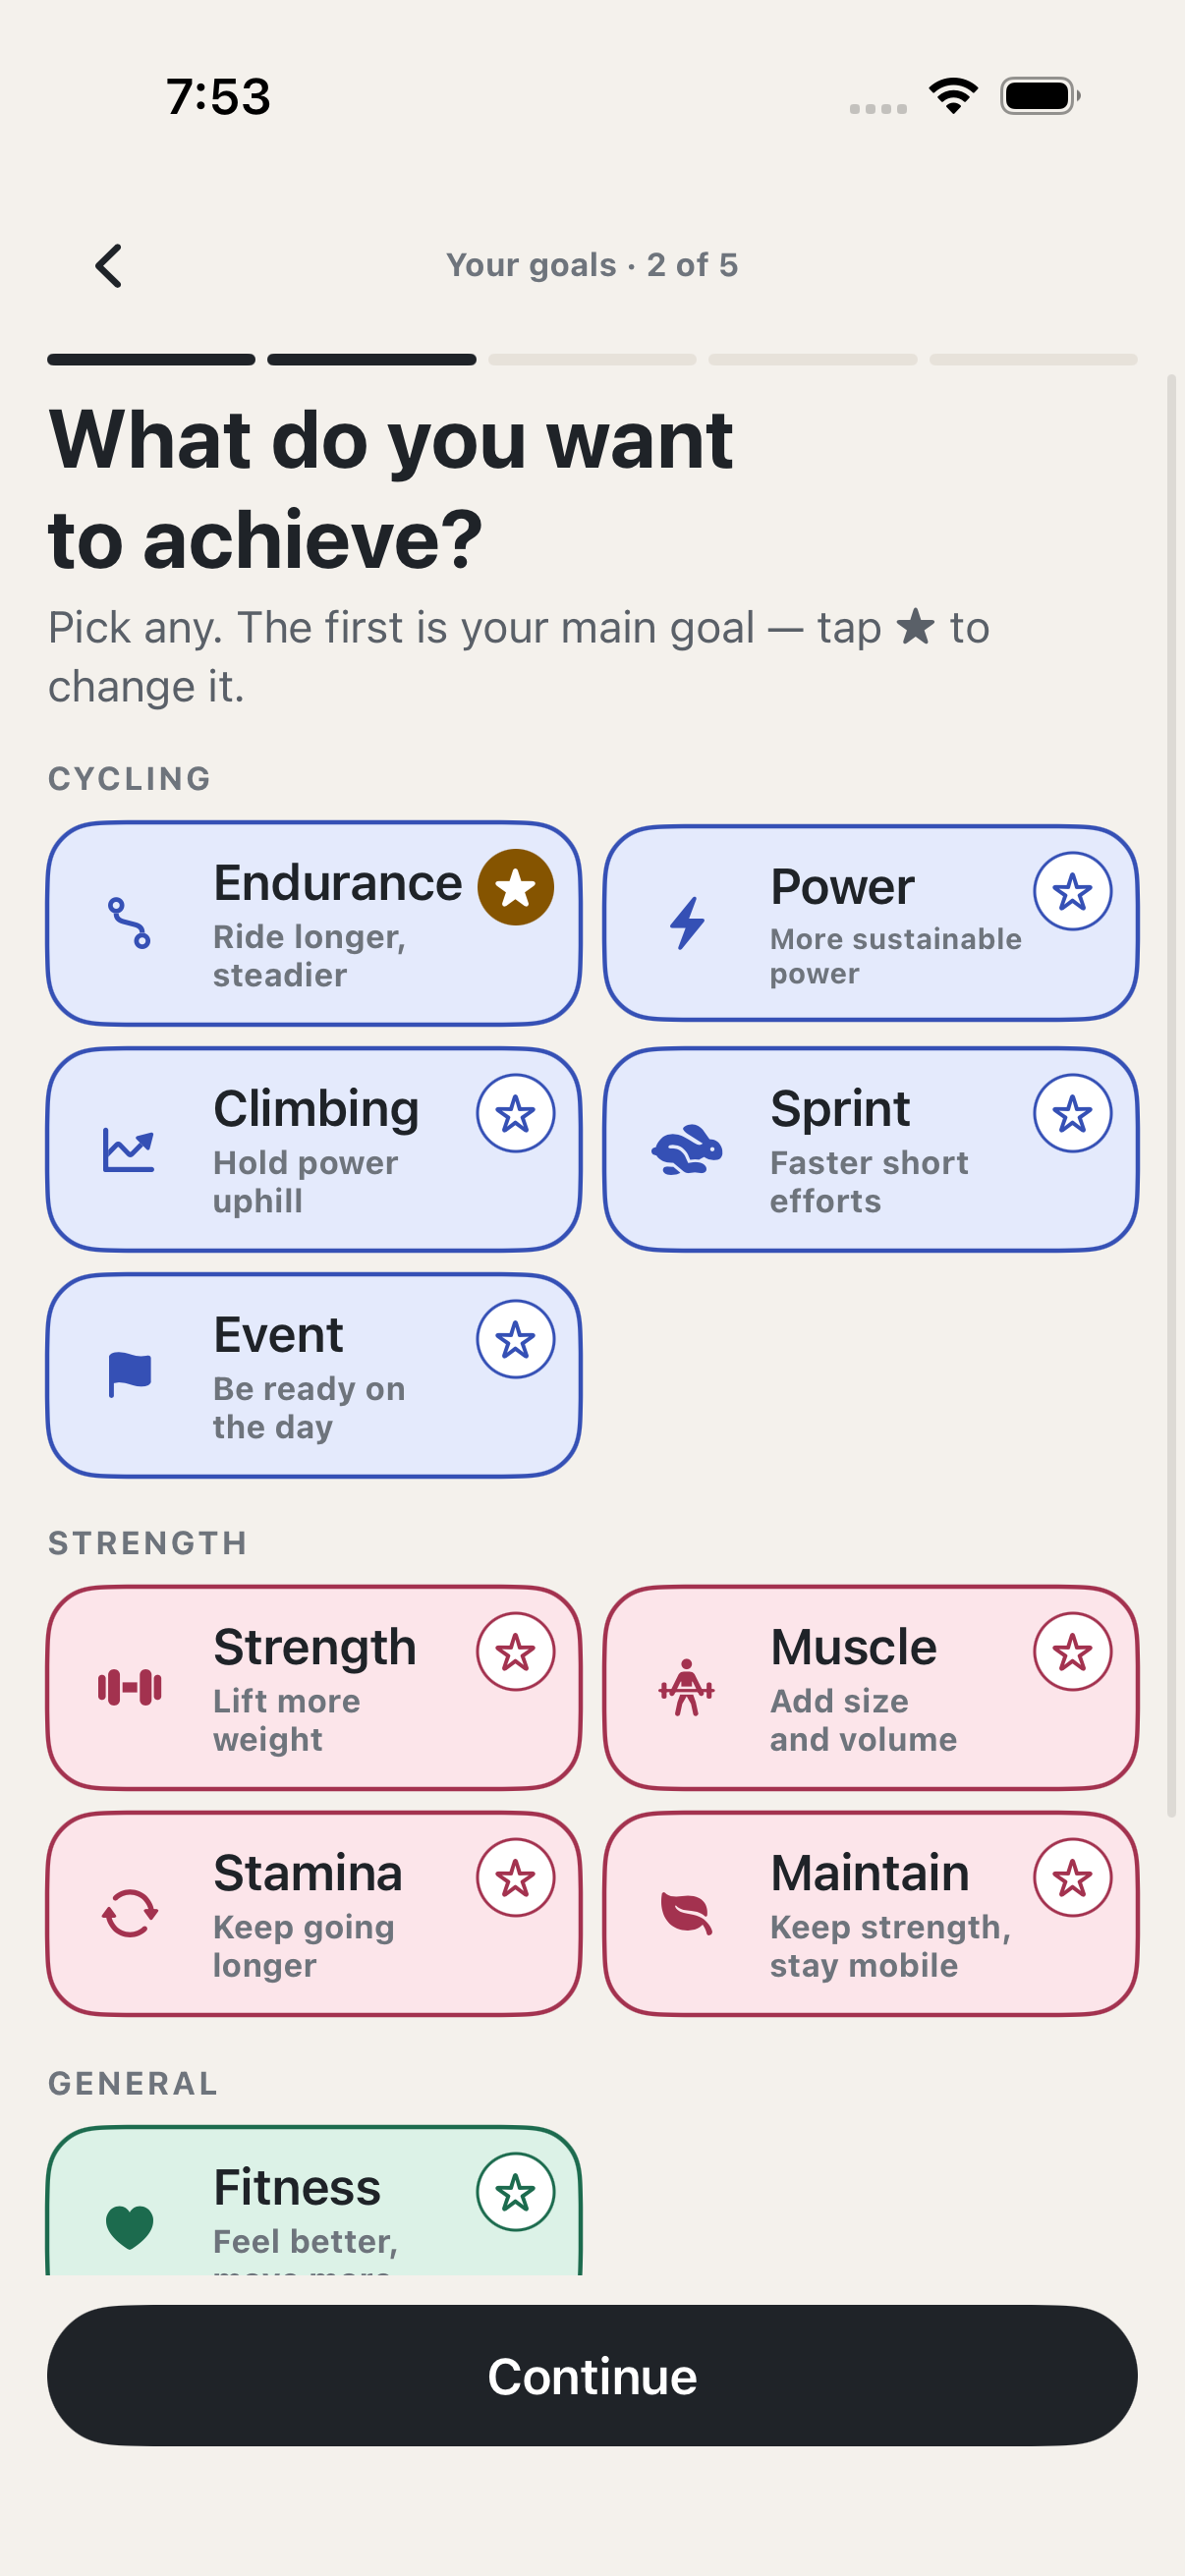 7:53
Your goals · 2 of 5
What do you want
to achieve?
Pick any. The first is your main goal — tap ★ to
change it.
CYCLING
Endurance
Ride longer,
steadier
Power
More sustainable
power
Climbing
Hold power
uphill
Sprint
Faster short
efforts
Event
Be ready on
the day
STRENGTH
Strength
Lift more
weight
Muscle
Add size
and volume
Stamina
Keep going
longer
Maintain
Keep strength,
stay mobile
GENERAL
Fitness
Feel better,
Continue